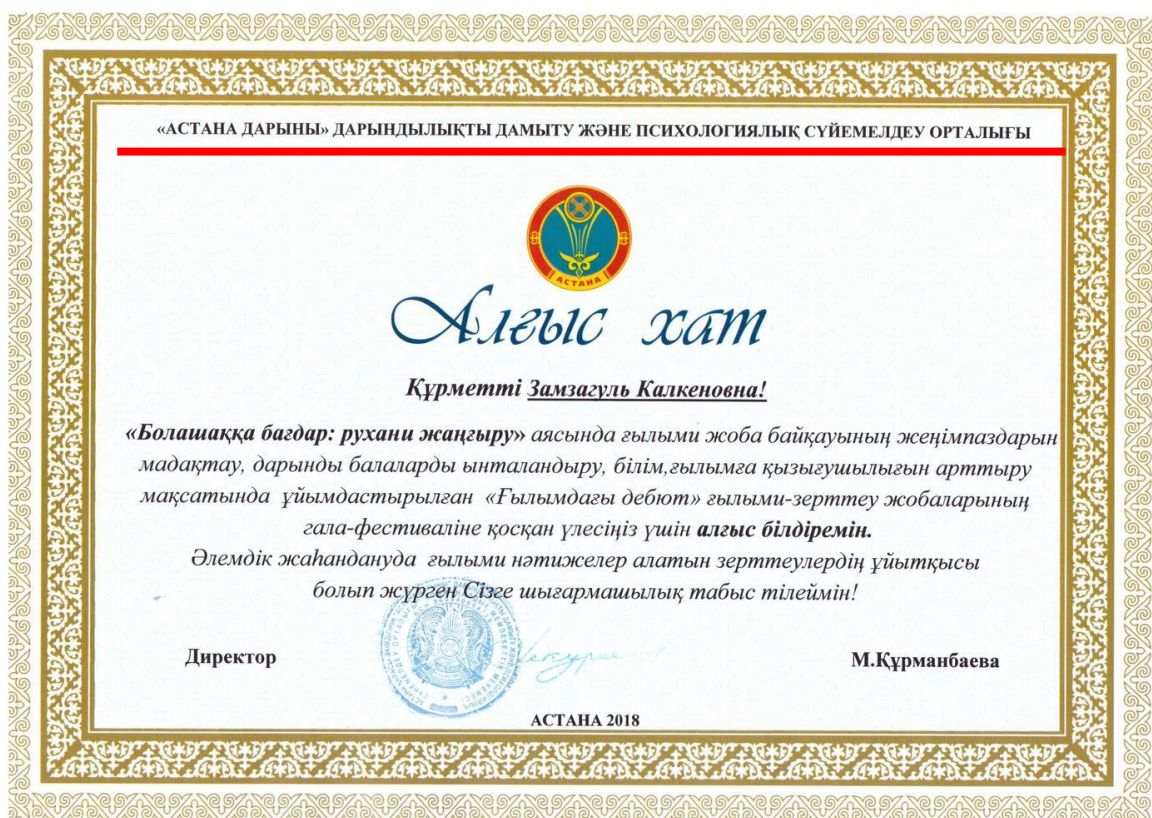 «АСТАНА ДАРЫНЫ» ДАРЫНДЫЛЫҚТЫ ДАМЫТУ ЖӘНЕ ПСИХОЛОГИЯЛЫҚ СҮЙЕМЕЛДЕУ ОРТАЛЫҒЫ
АСТАНА
Алғыс хат
Құрметті Замзагуль Калкеновна!
«Болашаққа бағдар: рухани жаңғыру» аясында ғылыми жоба байқауының жеңімпаздарын
мадақтау, дарынды балаларды ынталандыру, білім,ғылымға қызығушылығын арттыру
мақсатында ұйымдастырылған «Ғылымдағы дебют» ғылыми-зерттеу жобаларының
гала-фестиваліне қосқан үлесіңіз үшін алғыс білдіремін.
Әлемдік жаһандануда ғылыми нәтижелер алатын зерттеулердің ұйытқысы
болып жүрген Сізге шығармашылық табыс тілеймін!
Директор
М.Құрманбаева
АСТАНА 2018